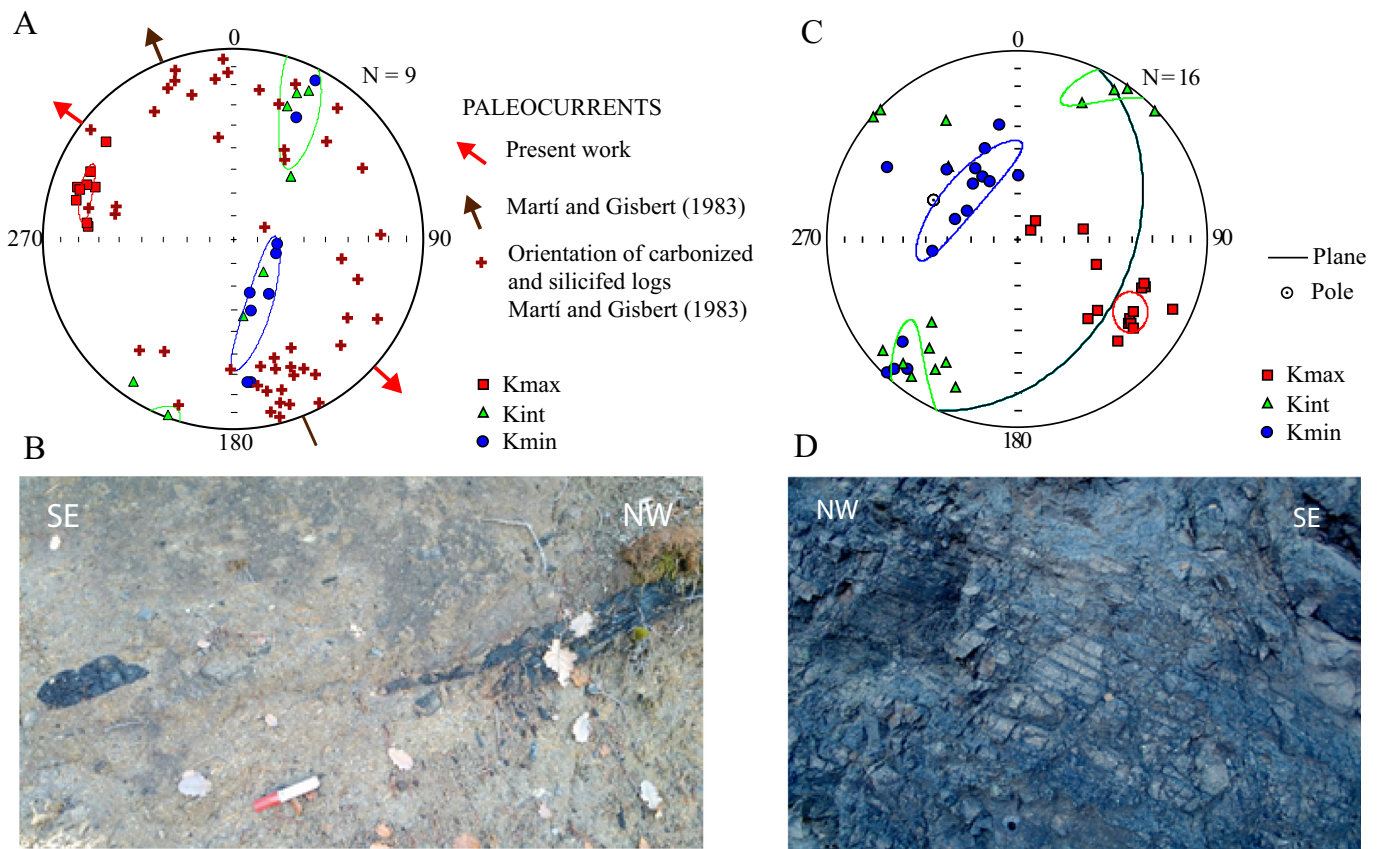 A
0
N = 9
270
90
180
PALEOCURRENTS
Present work
Martí and Gisbert (1983)
Orientation of carbonized
and silicifed logs
Martí and Gisbert (1983)
Kmax
Kint
Kmin
C
0
N=16
270
90
180
Plane
Pole
Kmax
Kint
Kmin
B
SE
NW
D
NW
SE